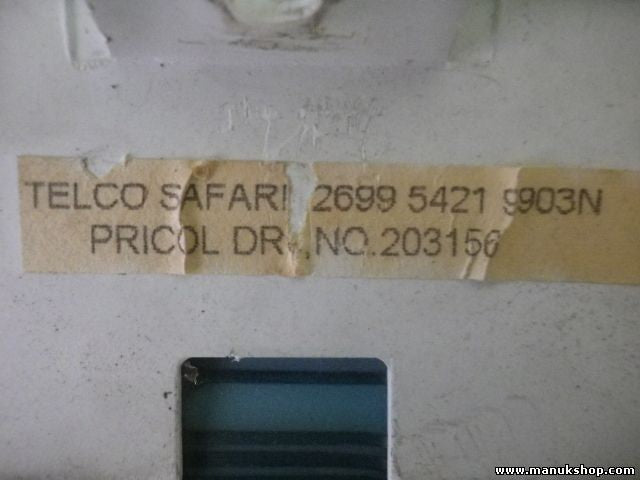 TELCO SAFARI 2699 5421 9903N
PRICOL DR.NO.203156
www.manukshop.com